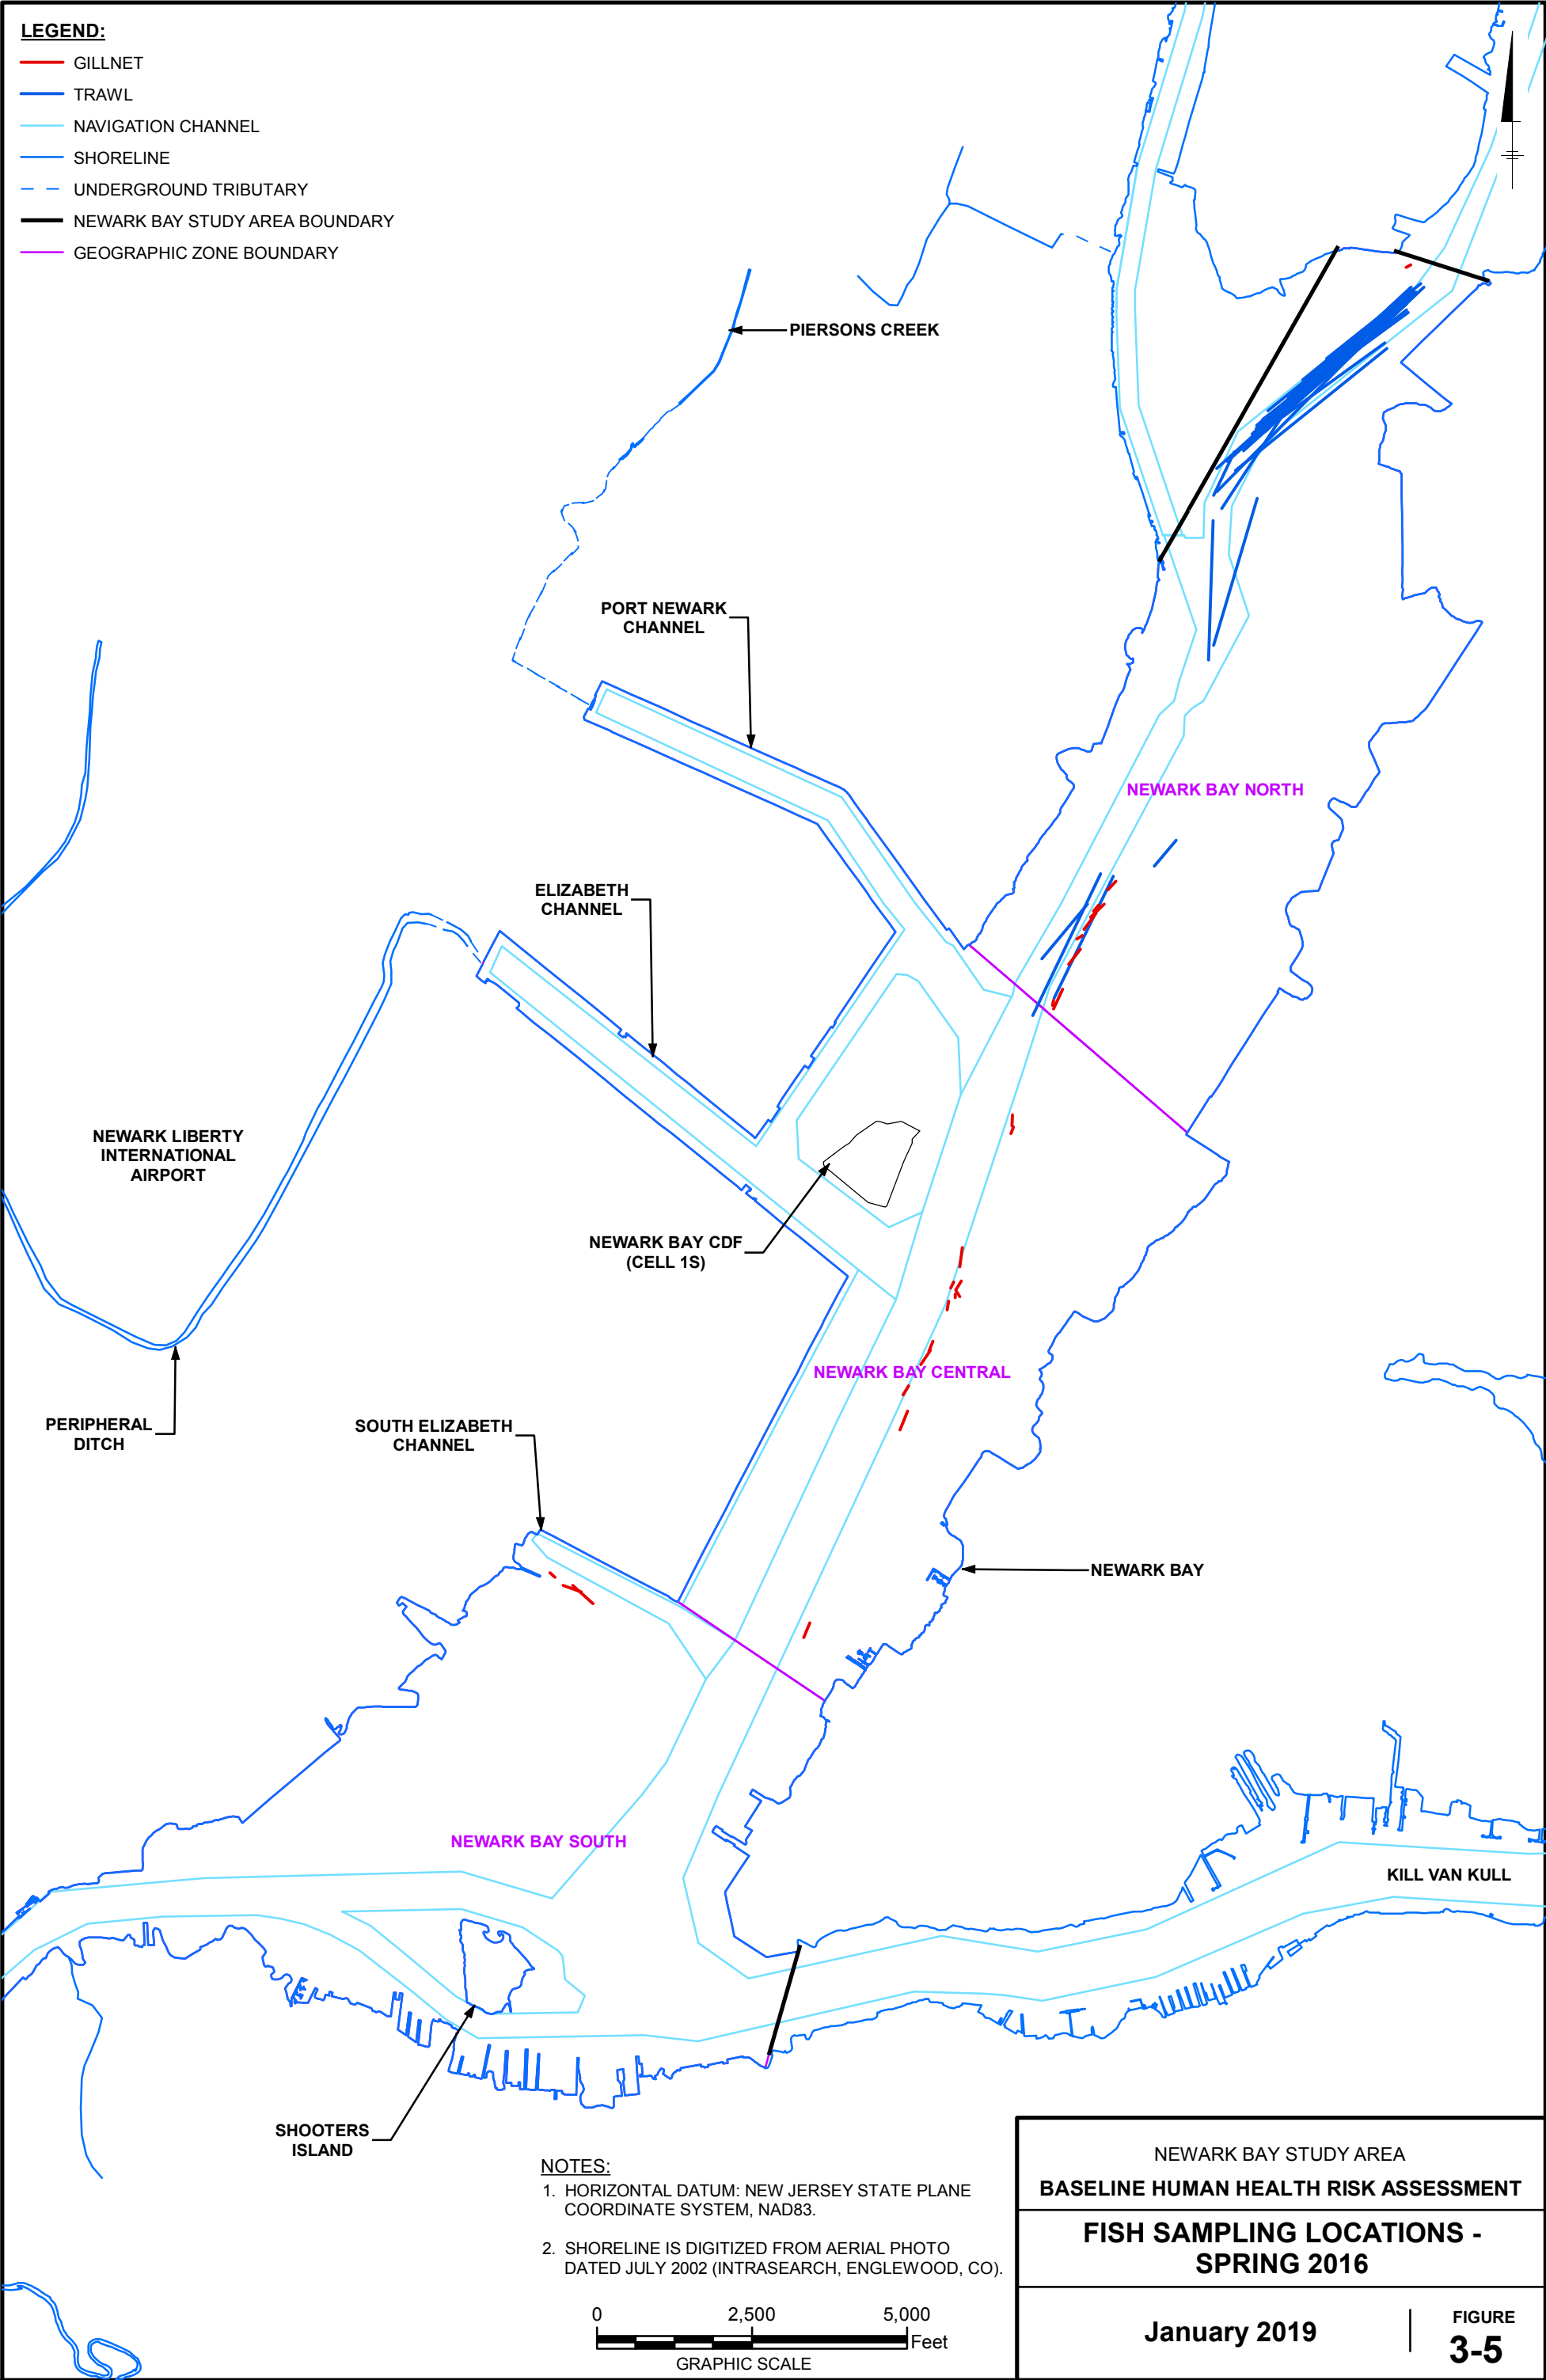 LEGEND:
GILLNET
TRAWL
NAVIGATION CHANNEL
SHORELINE
UNDERGROUND TRIBUTARY
NEWARK BAY STUDY AREA BOUNDARY
GEOGRAPHIC ZONE BOUNDARY
PIERSONS CREEK
PORT NEWARK
CHANNEL
NEWARK BAY NORTH
ELIZABETH
CHANNEL
NEWARK LIBERTY
INTERNATIONAL
AIRPORT
NEWARK BAY CDF
(CELL 1S)
NEWARK BAY CENTRAL
PERIPHERAL
DITCH
SOUTH ELIZABETH
CHANNEL
NEWARK BAY
NEWARK BAY SOUTH
KILL VAN KULL
SHOOTERS
ISLAND
NOTES:
1. HORIZONTAL DATUM: NEW JERSEY STATE PLANE
COORDINATE SYSTEM, NAD83.
2. SHORELINE IS DIGITIZED FROM AERIAL PHOTO
DATED JULY 2002 (INTRASEARCH, ENGLEWOOD, CO).
0 2,500 5,000
Feet
GRAPHIC SCALE
NEWARK BAY STUDY AREA
BASELINE HUMAN HEALTH RISK ASSESSMENT
FISH SAMPLING LOCATIONS -
SPRING 2016
January 2019
FIGURE
3-5